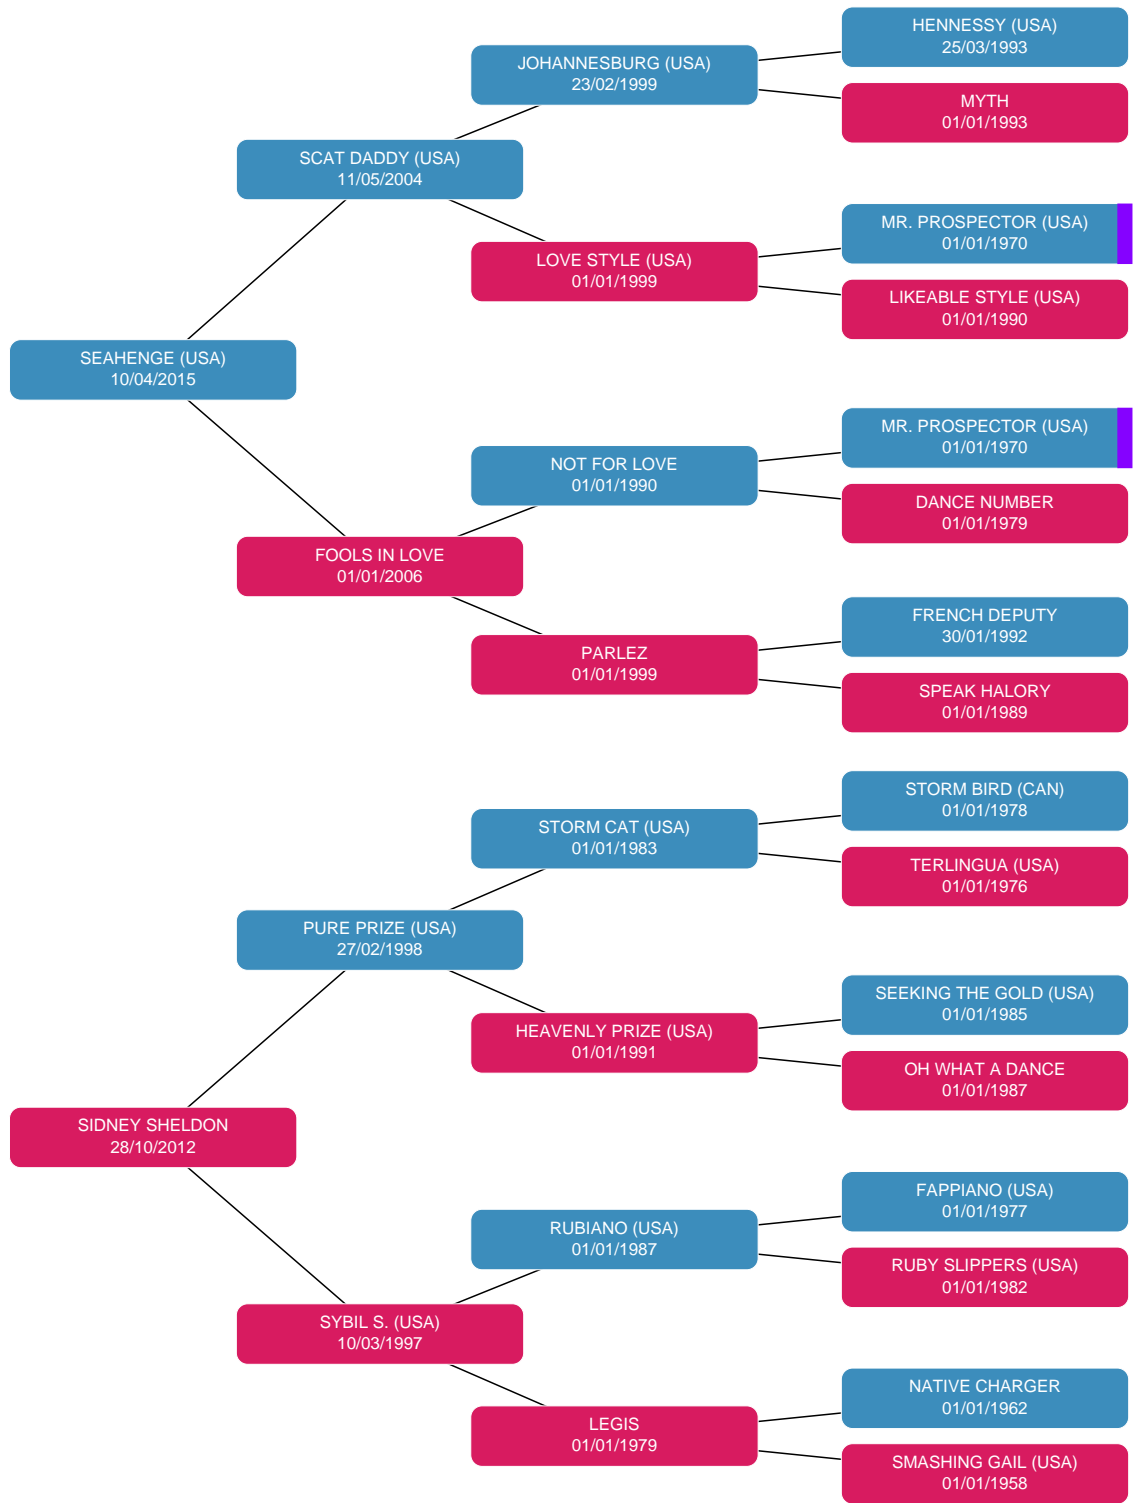 HENNESSY (USA)
25/03/1993
JOHANNESBURG (USA)
23/02/1999
MYTH
01/01/1993
SCAT DADDY (USA)
11/05/2004
MR. PROSPECTOR (USA)
01/01/1970
LOVE STYLE (USA)
01/01/1999
LIKEABLE STYLE (USA)
01/01/1990
SEAHENGE (USA)
10/04/2015
MR. PROSPECTOR (USA)
01/01/1970
NOT FOR LOVE
01/01/1990
DANCE NUMBER
01/01/1979
FOOLS IN LOVE
01/01/2006
FRENCH DEPUTY
30/01/1992
PARLEZ
01/01/1999
SPEAK HALORY
01/01/1989
STORM BIRD (CAN)
01/01/1978
STORM CAT (USA)
01/01/1983
TERLINGUA (USA)
01/01/1976
PURE PRIZE (USA)
27/02/1998
SEEKING THE GOLD (USA)
01/01/1985
HEAVENLY PRIZE (USA)
01/01/1991
OH WHAT A DANCE
01/01/1987
SIDNEY SHELDON
28/10/2012
FAPPIANO (USA)
01/01/1977
RUBIANO (USA)
01/01/1987
RUBY SLIPPERS (USA)
01/01/1982
SYBIL S. (USA)
10/03/1997
NATIVE CHARGER
01/01/1962
LEGIS
01/01/1979
SMASHING GAIL (USA)
01/01/1958